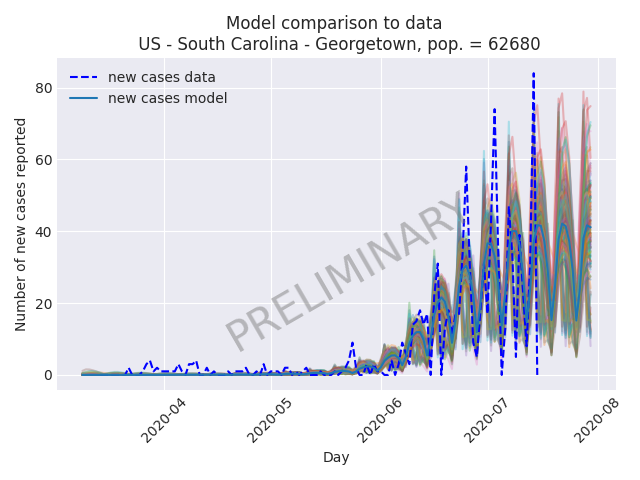 Model comparison to data
US - South Carolina - Georgetown, pop. = 62680
new cases data
new cases model
Number of new cases reported
80
60
40
20
0
PRELIMINARY
2020-04
2020-05
2020-06
2020-07
2020-08
Day